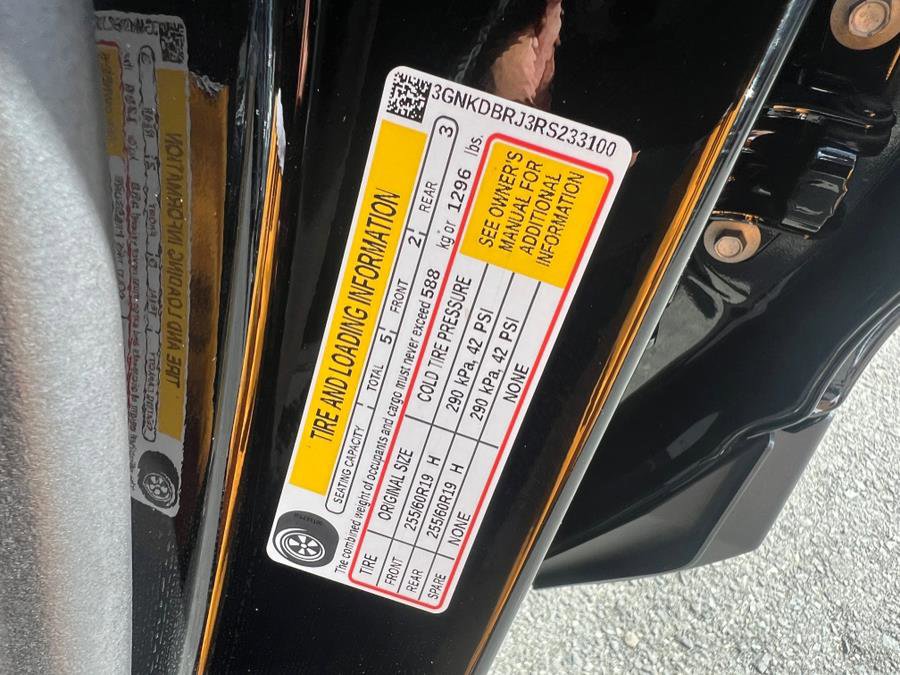 3GNKDBRJ3RS233100
TIRE AND LOADING INFORMATION
SEATING CAPACITY TOTAL 5 FRONT 2 REAR 3
The combined weight of occupants and cargo must never exceed 588 kg or 1296 lbs.
TIRE ORIGINAL SIZE COLD TIRE PRESSURE
FRONT 255/60R19 H 290 kPa, 42 PSI
REAR 255/60R19 H 290 kPa, 42 PSI
SPARE NONE NONE
SEE OWNER'S
MANUAL FOR
ADDITIONAL
INFORMATION